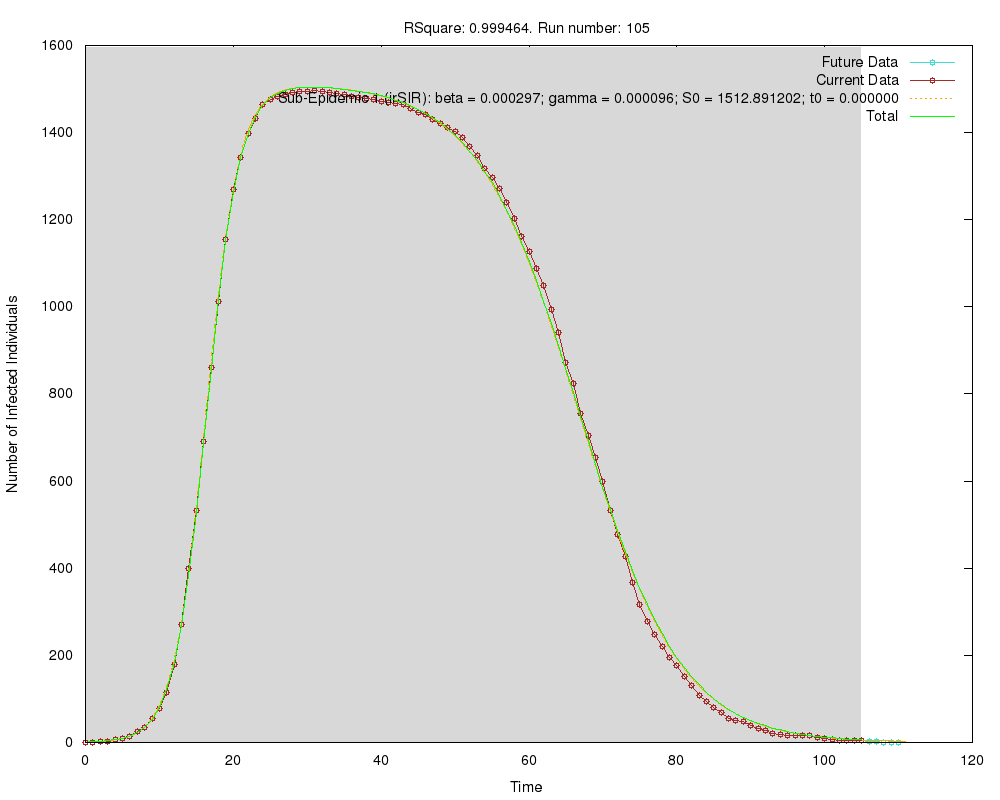 RSquare: 0.999464. Run number: 105
1600
1400
1200
1000
800
600
400
200
0
0 20 40 60 80 100 120
Number of Infected Individuals
Time
Future Data
Current Data
Sub-Epidemic (irSIR): beta = 0.000297; gamma = 0.000096; S0 = 1512.891202; t0 = 0.000000
Total